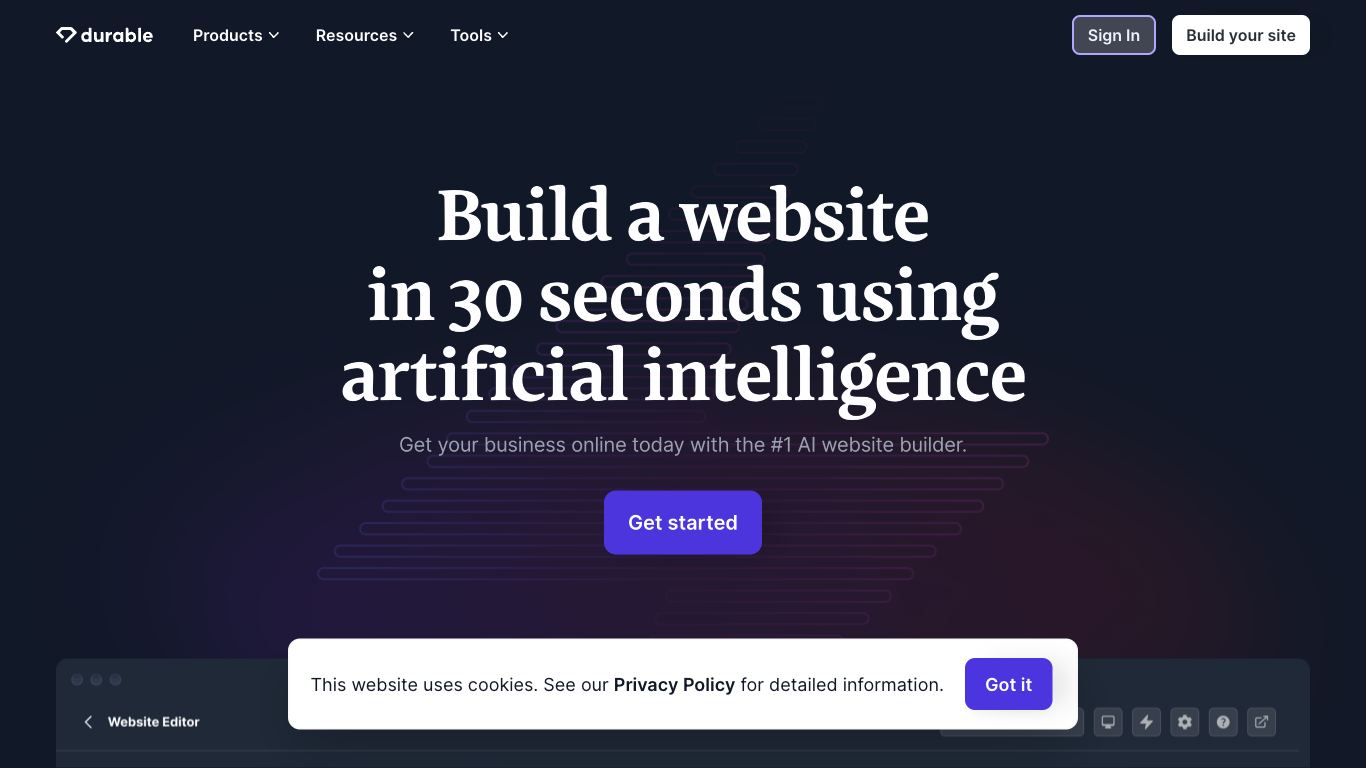 durable
Products
Resources
Tools
Sign In
Build your site
Build a website
in 30 seconds using
artificial intelligence
Get your business online today with the #1 AI website builder.
Get started
This website uses cookies. See our Privacy Policy for detailed information.
Got it
Website Editor